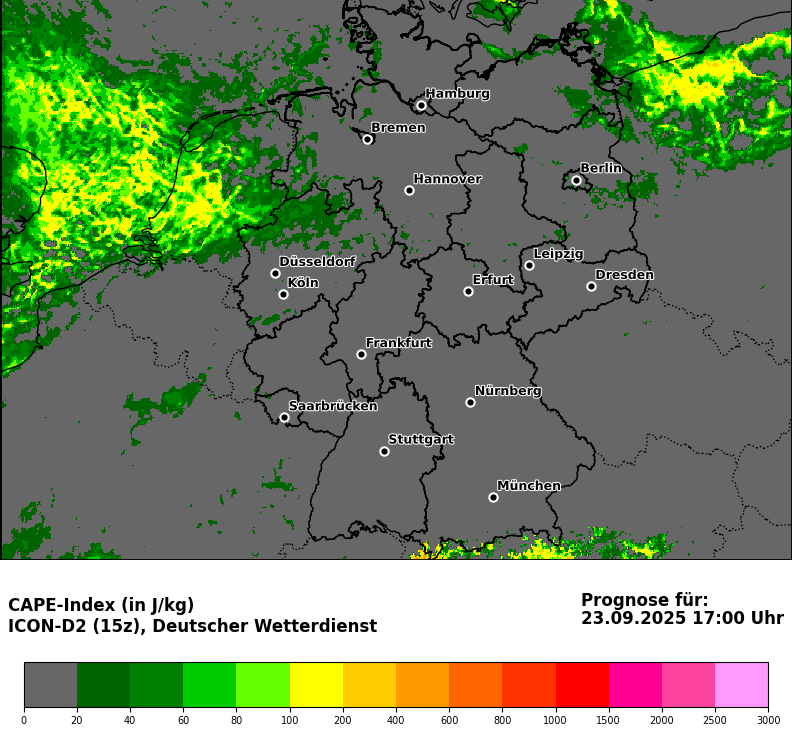 Hamburg
Bremen
Berlin
Hannover
Leipzig
Düsseldorf
Dresden
Erfurt
Köln
Frankfurt
Nürnberg
Saarbrücken
Stuttgart
München
CAPE-Index (in J/kg)
ICON-D2 (15z), Deutscher Wetterdienst
Prognose für:
23.09.2025 17:00 Uhr
0 20 40 60 80 100 200 400 600 800 1000 1500 2000 2500 3000